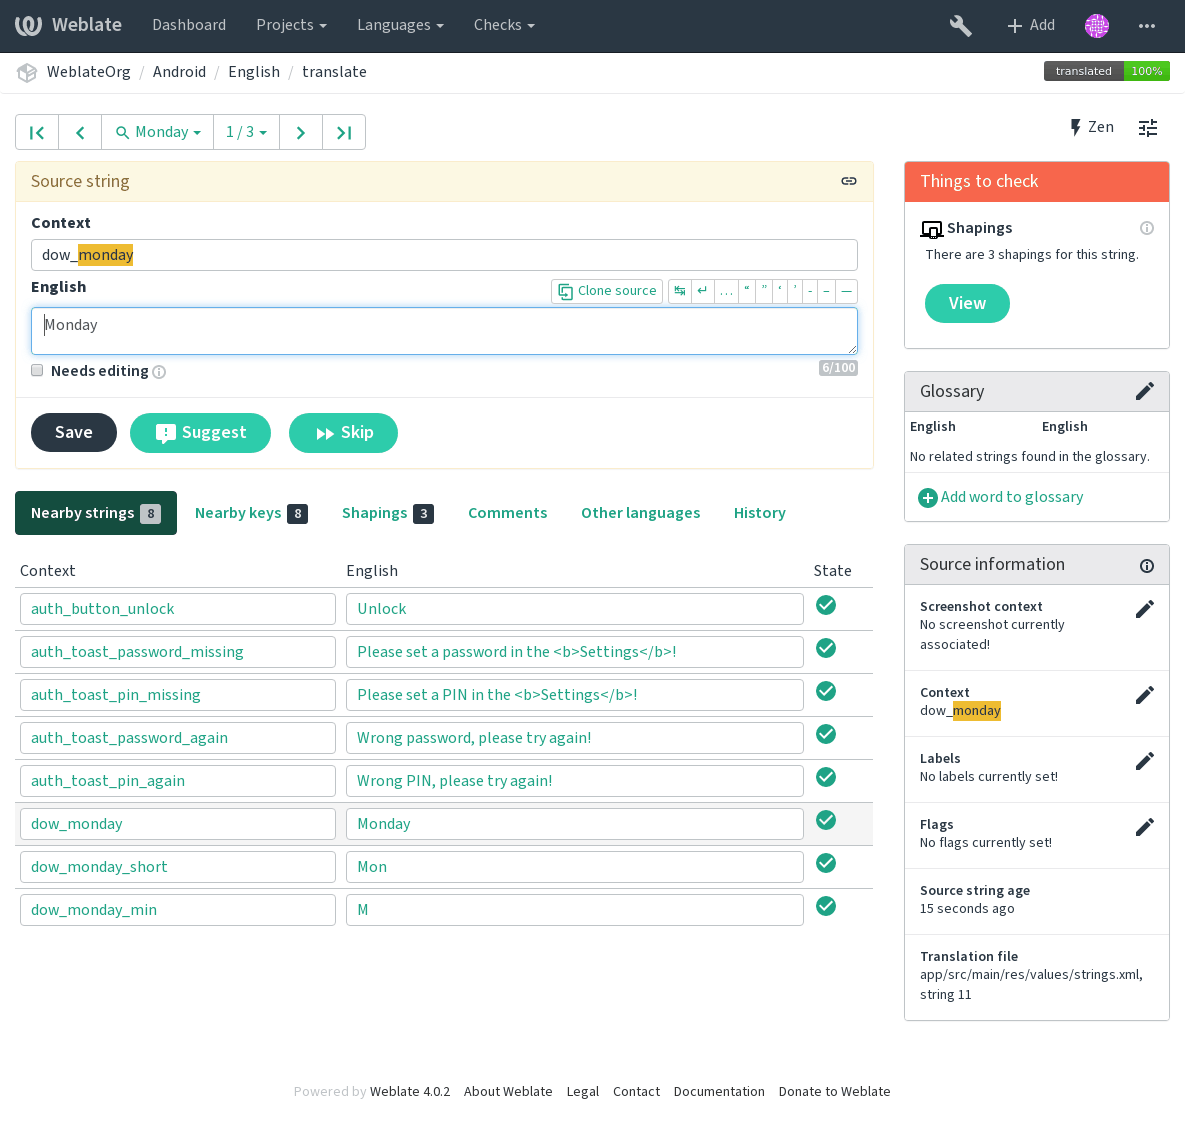 Weblate Dashboard Projects Languages Checks Add
WeblateOrg / Android / English / translate
translated 100%
Monday 1 / 3
Zen
Source string
Context
dow_monday
English
Clone source ↹ ↵ … “ ” ‘ ’ - – —
Monday
Needs editing
6/100
Save Suggest Skip
Nearby strings 8 Nearby keys 8 Shapings 3 Comments Other languages History
Context English State
auth_button_unlock Unlock
auth_toast_password_missing Please set a password in the <b>Settings</b>!
auth_toast_pin_missing Please set a PIN in the <b>Settings</b>!
auth_toast_password_again Wrong password, please try again!
auth_toast_pin_again Wrong PIN, please try again!
dow_monday Monday
dow_monday_short Mon
dow_monday_min M
Things to check
Shapings
There are 3 shapings for this string.
View
Glossary
English English
No related strings found in the glossary.
Add word to glossary
Source information
Screenshot context
No screenshot currently
associated!
Context
dow_monday
Labels
No labels currently set!
Flags
No flags currently set!
Source string age
15 seconds ago
Translation file
app/src/main/res/values/strings.xml,
string 11
Powered by Weblate 4.0.2 About Weblate Legal Contact Documentation Donate to Weblate